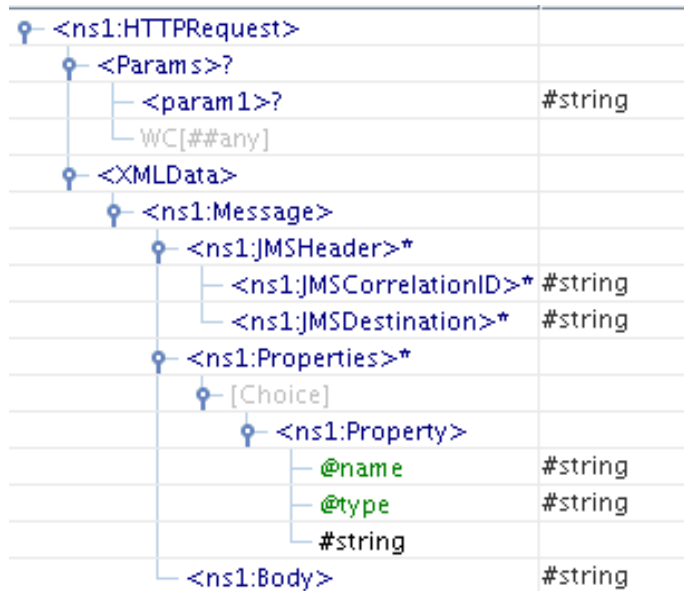 <ns1:HTTPRequest>
<Params>?
<param1>? #string
WC[##any]
<XMLData>
<ns1:Message>
<ns1:JMSHeader>*
<ns1:JMSCorrelationID>* #string
<ns1:JMSDestination>* #string
<ns1:Properties>*
[Choice]
<ns1:Property>
@name #string
@type #string
#string
<ns1:Body> #string